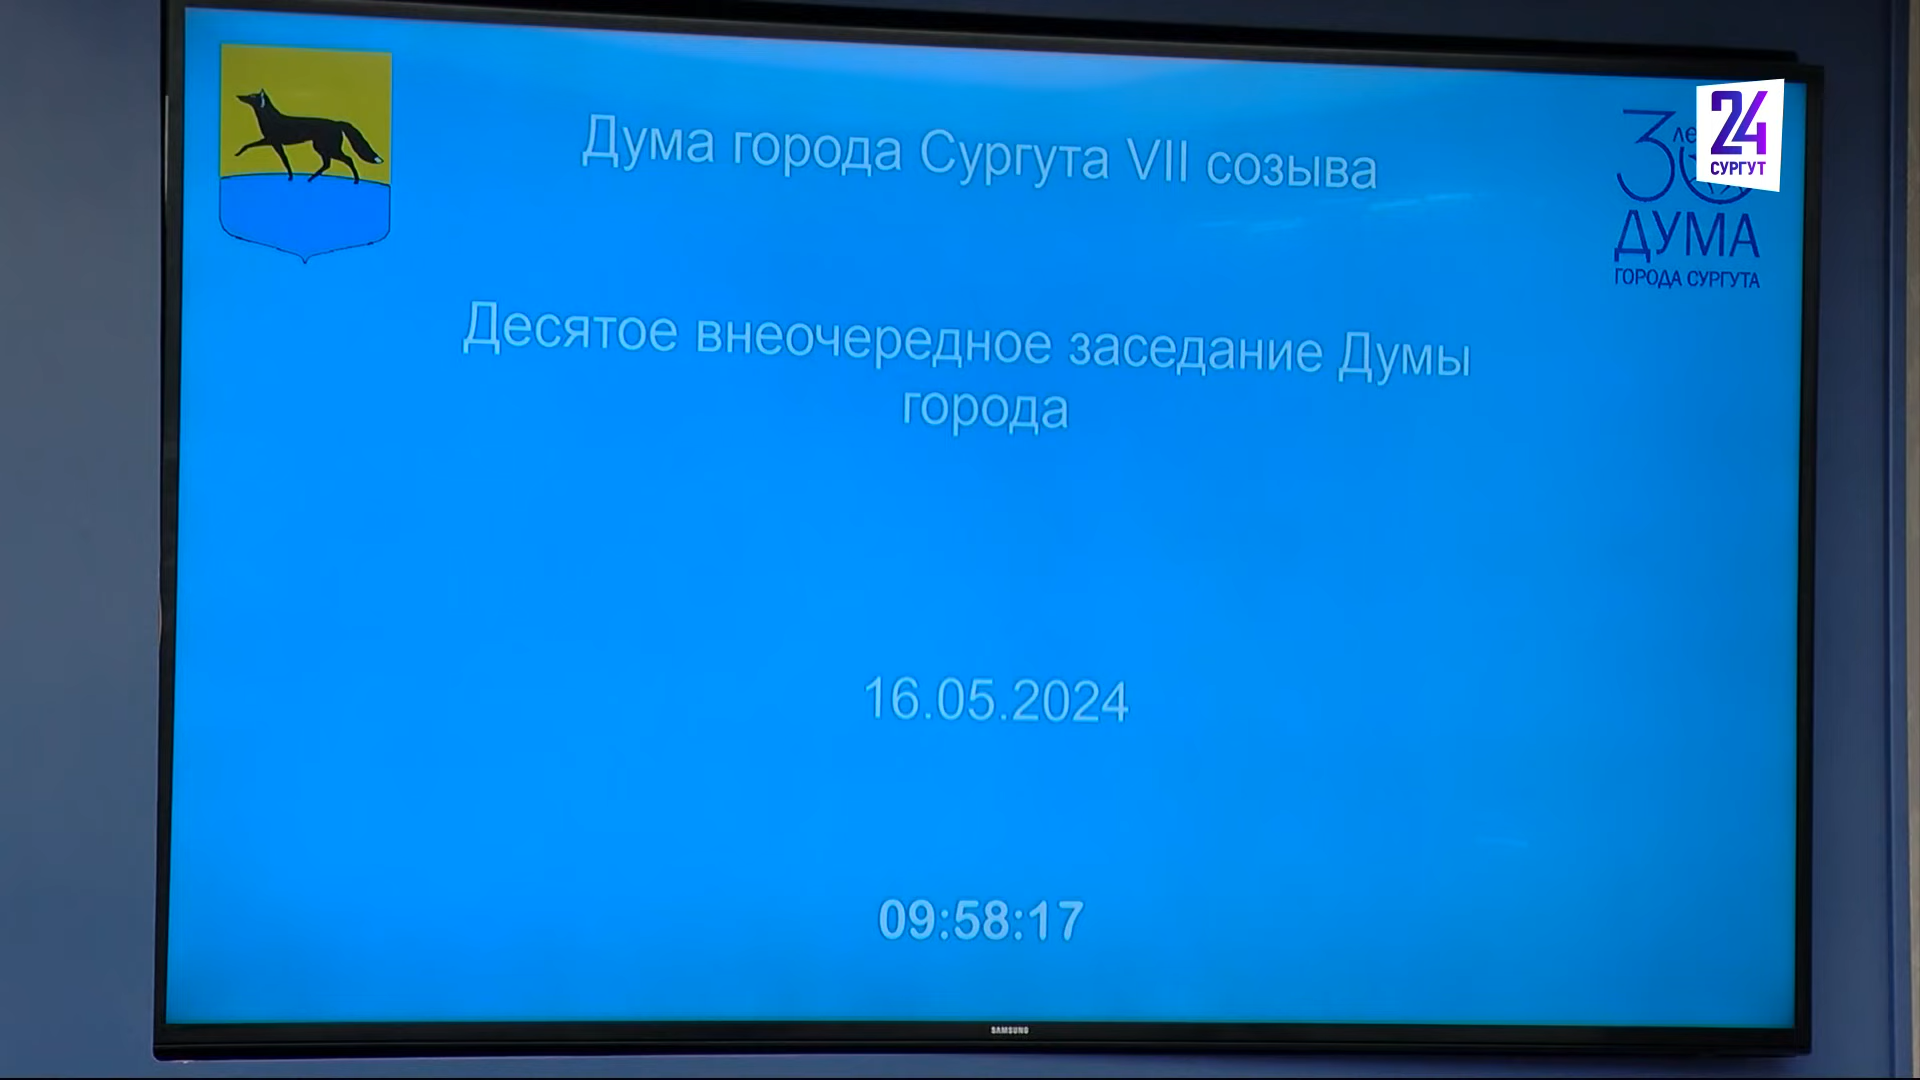 Дума города Сургута VII созыва
24
СУРГУТ
30
ДУМА
ГОРОДА СУРГУТА
Десятое внеочередное заседание Думы
города
16.05.2024
09:58:17
SAMSUNG